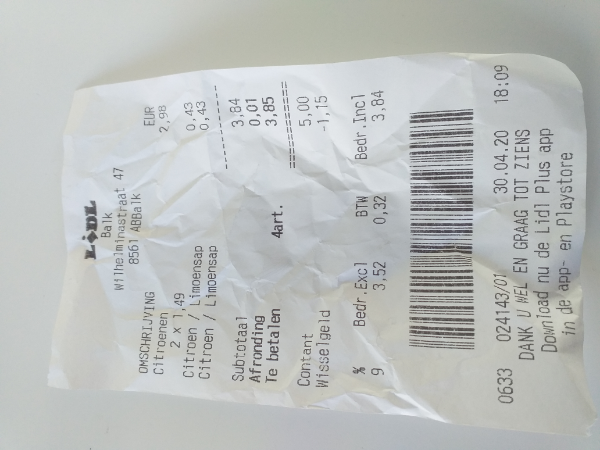 LIDL
Balk
Wilhelminastraat 47
8561 ABBalk
OMSCHRIJVING EUR
Citroenen 2,98
2 x 1,49
Citroen / Limoensap 0,43
Citroen / Limoensap 0,43
Subtotaal 3,84
Afronding 0,01
Te betalen 4art. 3,85
Contant 5,00
Wisselgeld -1,15
% Bedr.Excl BTW Bedr.Incl
9 3,52 0,32 3,84
0633 024143/01 30.04.20 18:09
DANK U WEL EN GRAAG TOT ZIENS
Download nu de Lidl Plus app
in de app- en Playstore